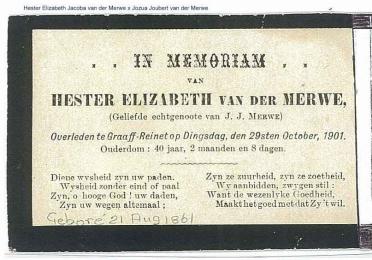 Hester Elizabeth Jacoba van der Merwe x Jozua Joubert van der Merwe
. . IN MEMORIAM . .
VAN
HESTER ELIZABETH VAN DER MERWE,
(Geliefde echtgenoote van J. J. MERWE)
Overleden te Graaff-Reinet op Dingsdag, den 29sten October, 1901.
Ouderdom : 40 jaar, 2 maanden en 8 dagen.
Diene wysheid zyn uw paden.
Wysheid zonder eind of paal
Zyn, o hooge God ! uw daden,
Zyn uw wegen altemaal ;
Zyn ze zuurheid, zyn ze zoetheid,
Wy aanbidden, zwygen stil :
Want de wezenlyke Goedheid,
Maakt het goed met dat Zy't wil.
Geboré 21 Aug 1861